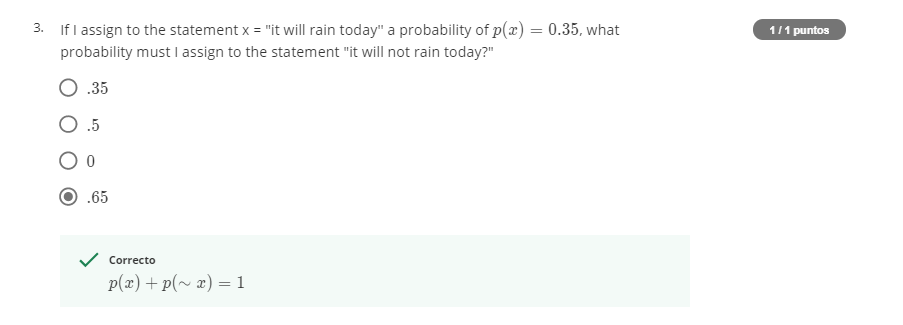 3. If I assign to the statement x = "it will rain today" a probability of p(x) = 0.35, what
1 / 1 puntos
probability must I assign to the statement "it will not rain today?"
.35
.5
0
.65
Correcto
p(x) + p(∼ x) = 1